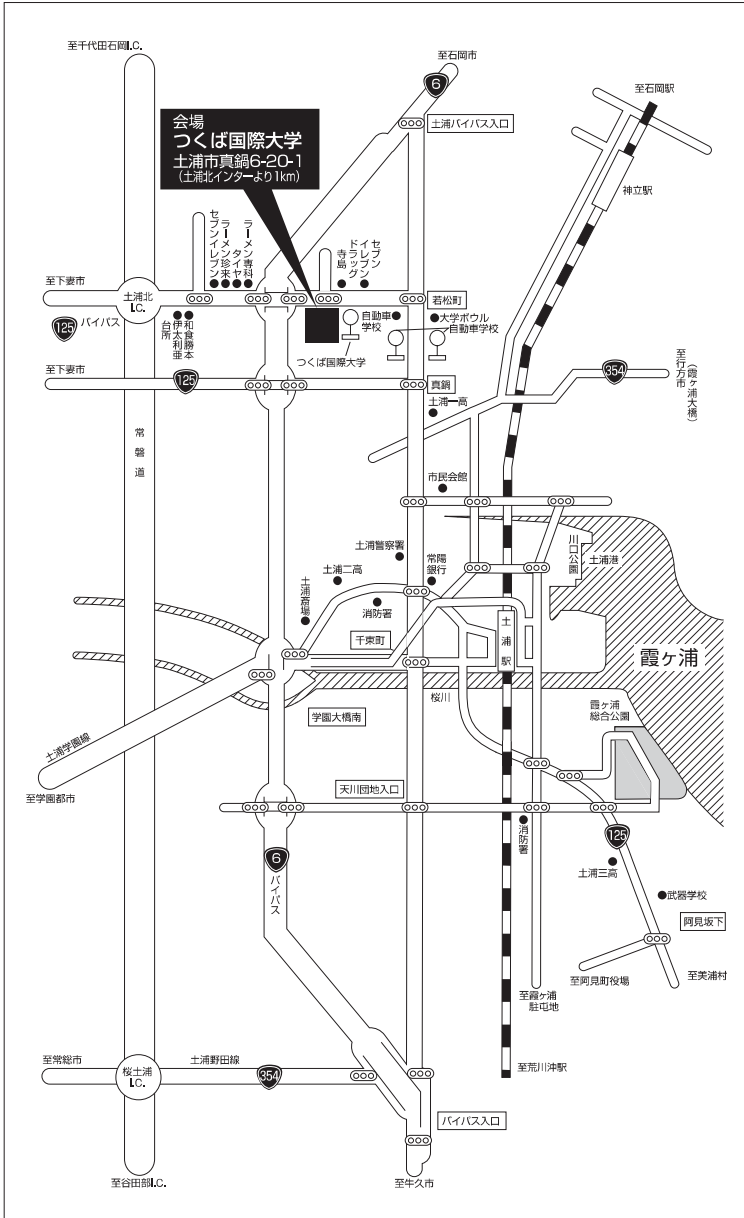 至千代田石岡I.C.
至石岡市
6
至石岡駅
土浦バイパス入口
会場
つくば国際大学
土浦市真鍋6-20-1
(土浦北インターより1km)
神立駅
セブンイレブン
ラーメン珍来
タイヤ
ラーメン専科
寺島
ドラッグ
イレブン
セブン
至下妻市
土浦北
I.C.
若松町
125
バイパス
台所
伊太利亜
和食勝本
自動車
学校
大学ボウル
自動車学校
つくば国際大学
至下妻市
125
真鍋
354
至行方市
(霞ヶ浦大橋)
土浦一高
常磐道
市民会館
土浦警察署
常陽
銀行
川口公園
土浦港
土浦二高
土浦斎場
消防署
千束町
土浦駅
霞ヶ浦
桜川
霞ヶ浦
総合公園
学園大橋南
土浦学園線
至学園都市
天川団地入口
消防署
125
土浦三高
6
バイパス
武器学校
阿見坂下
至阿見町役場
至美浦村
至霞ヶ浦
駐屯地
至常総市
桜土浦
I.C.
土浦野田線
354
至荒川沖駅
バイパス入口
至谷田部I.C.
至牛久市